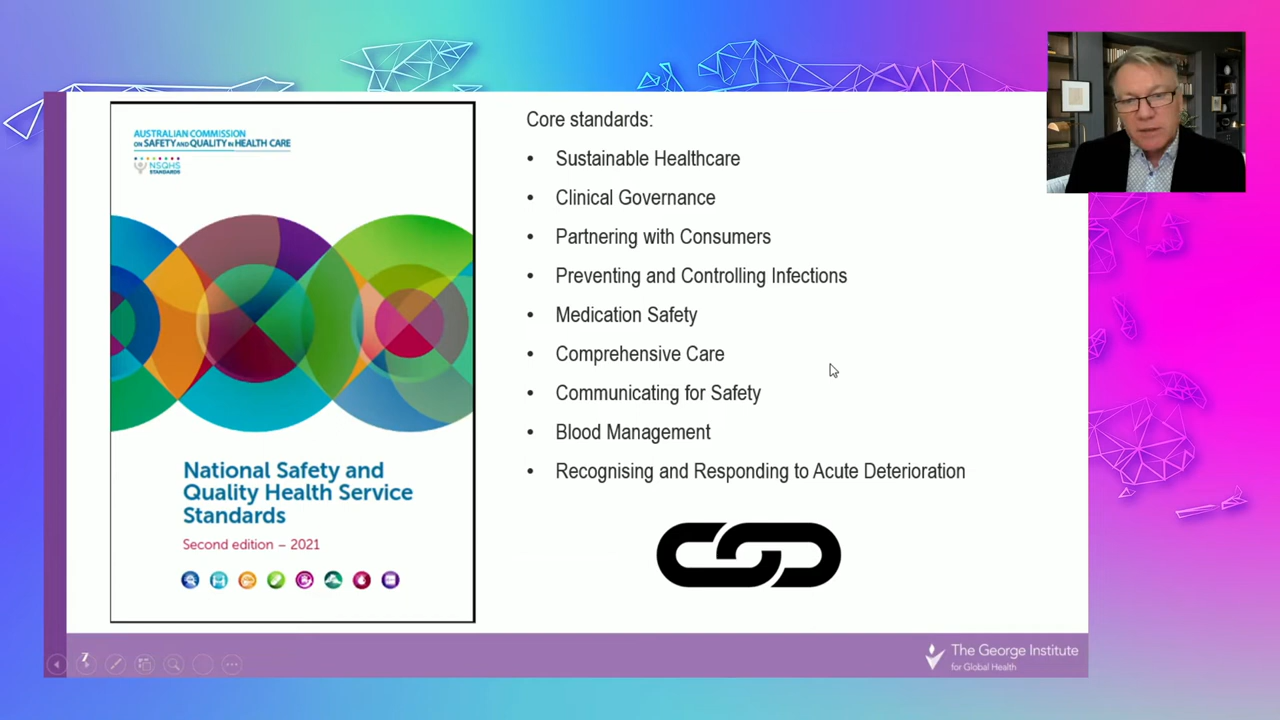 AUSTRALIAN COMMISSION
ON SAFETY AND QUALITY IN HEALTH CARE
NSQHS
STANDARDS
National Safety and
Quality Health Service
Standards
Second edition – 2021
Core standards:
• Sustainable Healthcare
• Clinical Governance
• Partnering with Consumers
• Preventing and Controlling Infections
• Medication Safety
• Comprehensive Care
• Communicating for Safety
• Blood Management
• Recognising and Responding to Acute Deterioration
7
The George Institute
for Global Health